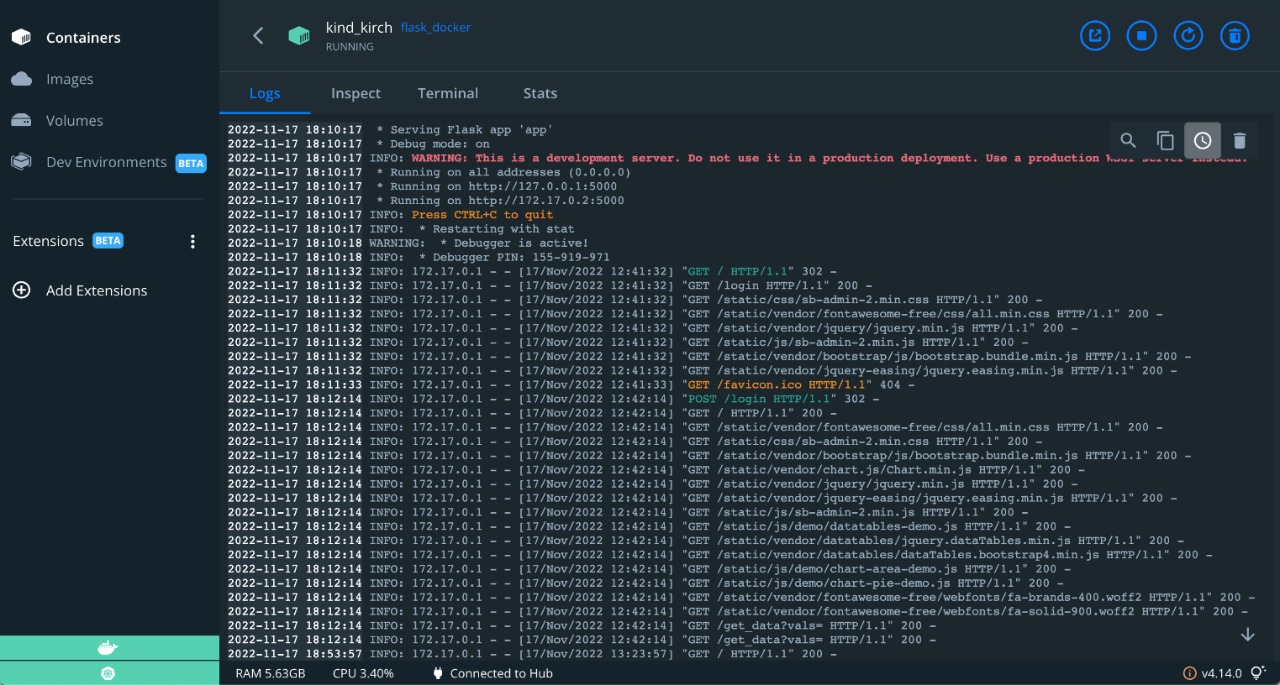 Containers
Images
Volumes
Dev Environments BETA
Extensions BETA
Add Extensions
kind_kirch flask_docker
RUNNING
Logs Inspect Terminal Stats
2022-11-17 18:10:17  * Serving Flask app 'app'
2022-11-17 18:10:17  * Debug mode: on
2022-11-17 18:10:17 INFO: WARNING: This is a development server. Do not use it in a production deployment. Use a production WSGI server instead.
2022-11-17 18:10:17  * Running on all addresses (0.0.0.0)
2022-11-17 18:10:17  * Running on http://127.0.0.1:5000
2022-11-17 18:10:17  * Running on http://172.17.0.2:5000
2022-11-17 18:10:17 INFO: Press CTRL+C to quit
2022-11-17 18:10:17 INFO:  * Restarting with stat
2022-11-17 18:10:18 WARNING:  * Debugger is active!
2022-11-17 18:10:18 INFO:  * Debugger PIN: 155-919-971
2022-11-17 18:11:32 INFO: 172.17.0.1 - - [17/Nov/2022 12:41:32] "GET / HTTP/1.1" 302 -
2022-11-17 18:11:32 INFO: 172.17.0.1 - - [17/Nov/2022 12:41:32] "GET /login HTTP/1.1" 200 -
2022-11-17 18:11:32 INFO: 172.17.0.1 - - [17/Nov/2022 12:41:32] "GET /static/css/sb-admin-2.min.css HTTP/1.1" 200 -
2022-11-17 18:11:32 INFO: 172.17.0.1 - - [17/Nov/2022 12:41:32] "GET /static/vendor/fontawesome-free/css/all.min.css HTTP/1.1" 200 -
2022-11-17 18:11:32 INFO: 172.17.0.1 - - [17/Nov/2022 12:41:32] "GET /static/vendor/jquery/jquery.min.js HTTP/1.1" 200 -
2022-11-17 18:11:32 INFO: 172.17.0.1 - - [17/Nov/2022 12:41:32] "GET /static/js/sb-admin-2.min.js HTTP/1.1" 200 -
2022-11-17 18:11:32 INFO: 172.17.0.1 - - [17/Nov/2022 12:41:32] "GET /static/vendor/bootstrap/js/bootstrap.bundle.min.js HTTP/1.1" 200 -
2022-11-17 18:11:32 INFO: 172.17.0.1 - - [17/Nov/2022 12:41:32] "GET /static/vendor/jquery-easing/jquery.easing.min.js HTTP/1.1" 200 -
2022-11-17 18:11:33 INFO: 172.17.0.1 - - [17/Nov/2022 12:41:33] "GET /favicon.ico HTTP/1.1" 404 -
2022-11-17 18:12:14 INFO: 172.17.0.1 - - [17/Nov/2022 12:42:14] "POST /login HTTP/1.1" 302 -
2022-11-17 18:12:14 INFO: 172.17.0.1 - - [17/Nov/2022 12:42:14] "GET / HTTP/1.1" 200 -
2022-11-17 18:12:14 INFO: 172.17.0.1 - - [17/Nov/2022 12:42:14] "GET /static/vendor/fontawesome-free/css/all.min.css HTTP/1.1" 200 -
2022-11-17 18:12:14 INFO: 172.17.0.1 - - [17/Nov/2022 12:42:14] "GET /static/css/sb-admin-2.min.css HTTP/1.1" 200 -
2022-11-17 18:12:14 INFO: 172.17.0.1 - - [17/Nov/2022 12:42:14] "GET /static/vendor/bootstrap/js/bootstrap.bundle.min.js HTTP/1.1" 200 -
2022-11-17 18:12:14 INFO: 172.17.0.1 - - [17/Nov/2022 12:42:14] "GET /static/vendor/chart.js/Chart.min.js HTTP/1.1" 200 -
2022-11-17 18:12:14 INFO: 172.17.0.1 - - [17/Nov/2022 12:42:14] "GET /static/vendor/jquery/jquery.min.js HTTP/1.1" 200 -
2022-11-17 18:12:14 INFO: 172.17.0.1 - - [17/Nov/2022 12:42:14] "GET /static/vendor/jquery-easing/jquery.easing.min.js HTTP/1.1" 200 -
2022-11-17 18:12:14 INFO: 172.17.0.1 - - [17/Nov/2022 12:42:14] "GET /static/js/sb-admin-2.min.js HTTP/1.1" 200 -
2022-11-17 18:12:14 INFO: 172.17.0.1 - - [17/Nov/2022 12:42:14] "GET /static/js/demo/datatables-demo.js HTTP/1.1" 200 -
2022-11-17 18:12:14 INFO: 172.17.0.1 - - [17/Nov/2022 12:42:14] "GET /static/vendor/datatables/jquery.dataTables.min.js HTTP/1.1" 200 -
2022-11-17 18:12:14 INFO: 172.17.0.1 - - [17/Nov/2022 12:42:14] "GET /static/vendor/datatables/dataTables.bootstrap4.min.js HTTP/1.1" 200 -
2022-11-17 18:12:14 INFO: 172.17.0.1 - - [17/Nov/2022 12:42:14] "GET /static/js/demo/chart-area-demo.js HTTP/1.1" 200 -
2022-11-17 18:12:14 INFO: 172.17.0.1 - - [17/Nov/2022 12:42:14] "GET /static/js/demo/chart-pie-demo.js HTTP/1.1" 200 -
2022-11-17 18:12:14 INFO: 172.17.0.1 - - [17/Nov/2022 12:42:14] "GET /static/vendor/fontawesome-free/webfonts/fa-brands-400.woff2 HTTP/1.1" 200 -
2022-11-17 18:12:14 INFO: 172.17.0.1 - - [17/Nov/2022 12:42:14] "GET /static/vendor/fontawesome-free/webfonts/fa-solid-900.woff2 HTTP/1.1" 200 -
2022-11-17 18:12:14 INFO: 172.17.0.1 - - [17/Nov/2022 12:42:14] "GET /get_data?vals= HTTP/1.1" 200 -
2022-11-17 18:12:14 INFO: 172.17.0.1 - - [17/Nov/2022 12:42:14] "GET /get_data?vals= HTTP/1.1" 200 -
2022-11-17 18:53:57 INFO: 172.17.0.1 - - [17/Nov/2022 13:23:57] "GET / HTTP/1.1" 200 -
RAM 5.63GB CPU 3.40% Connected to Hub v4.14.0